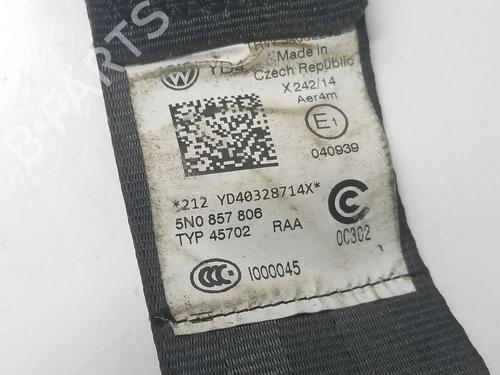 Made in
Czech Republic
X 242/14
Aer4m
E1
040939
*212 YD40328714X*
5N0 857 806
TYP 45702 RAA
0C302
CCC I000045
B-PARTS